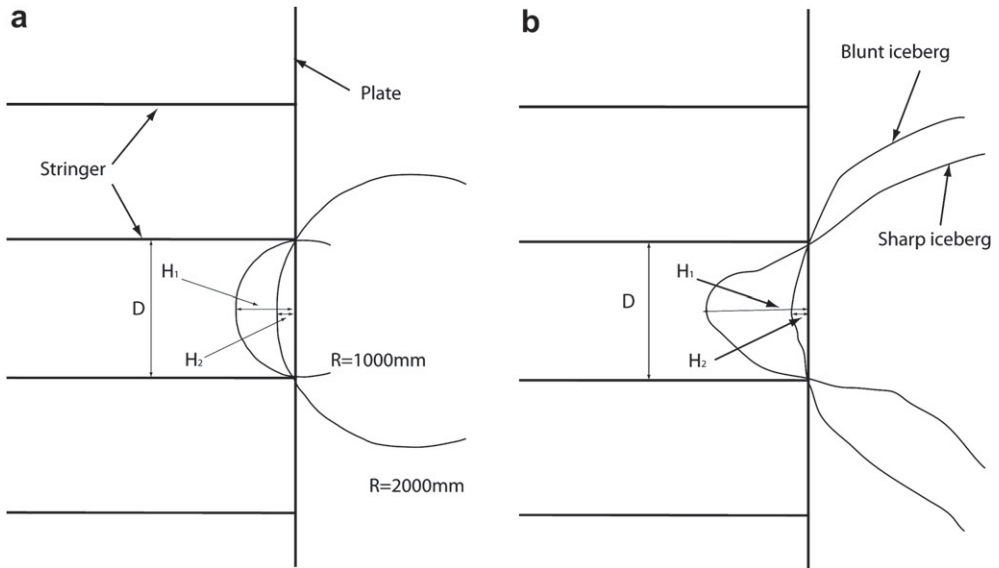 a
Plate
Stringer
H₁
D
H₂
R=1000mm
R=2000mm
b
Blunt iceberg
Sharp iceberg
H₁
D
H₂